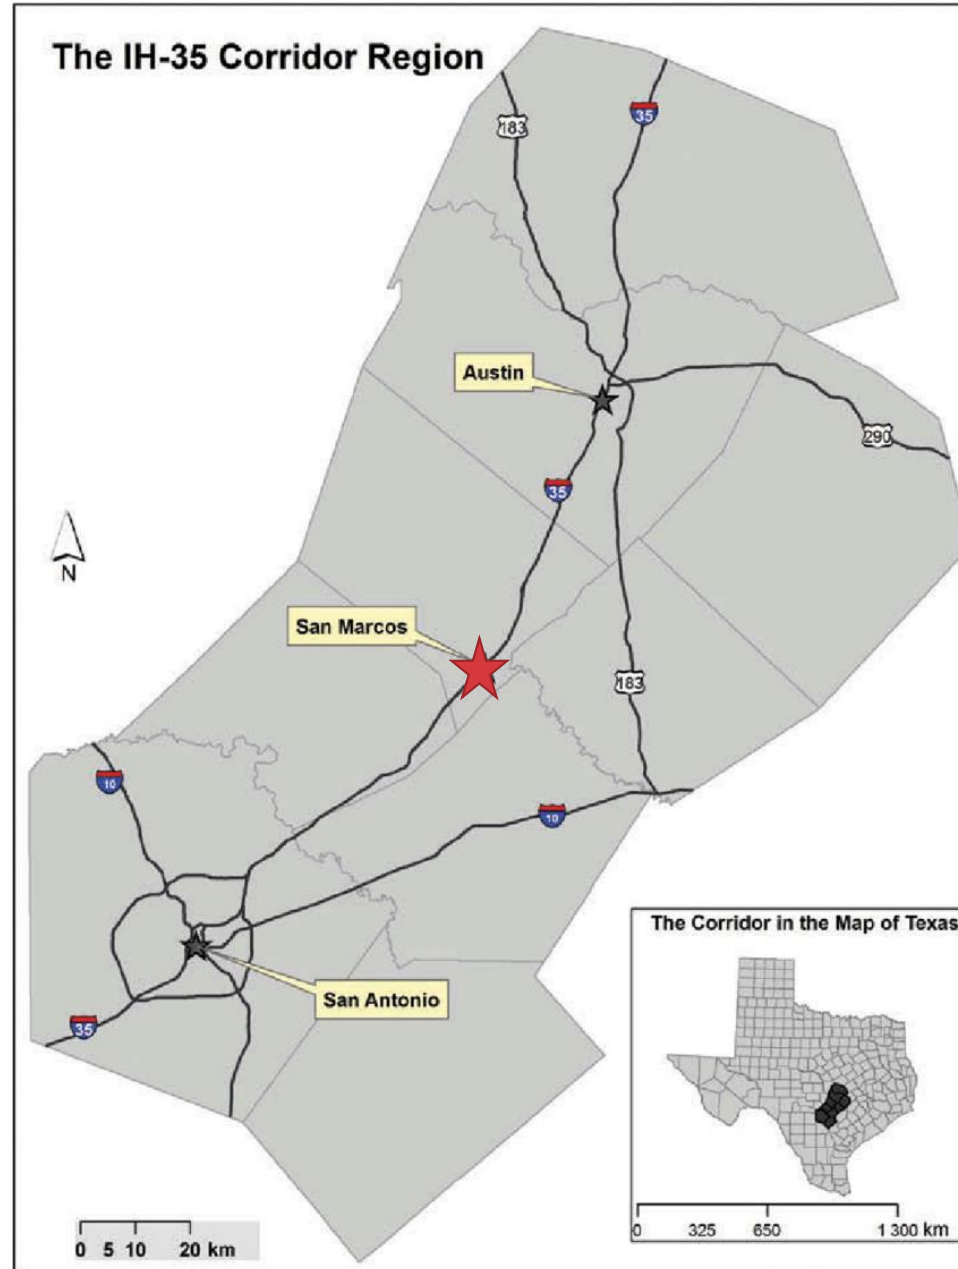 The IH-35 Corridor Region
183
35
Austin
290
35
N
San Marcos
183
10
10
The Corridor in the Map of Texas
San Antonio
35
0 5 10 20 km
0 325 650 1 300 km